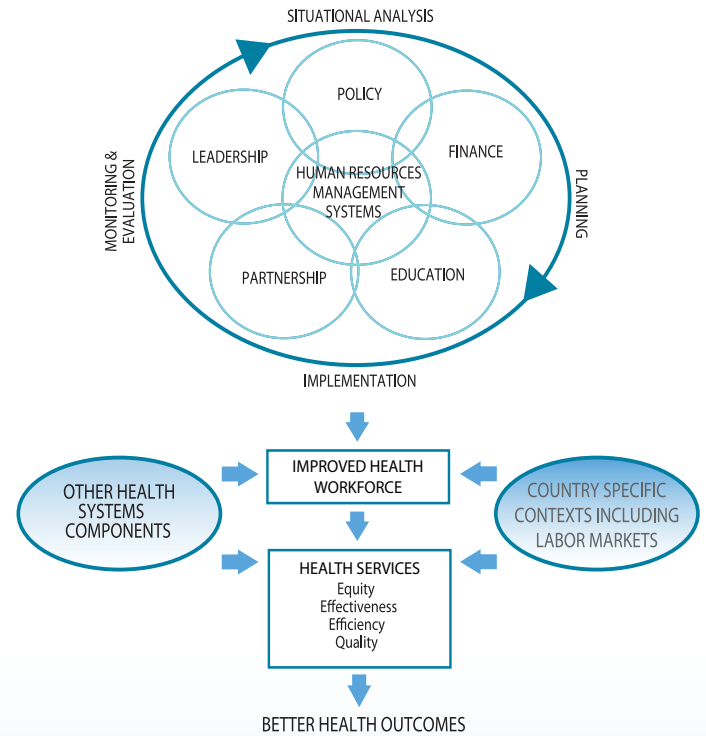 SITUATIONAL ANALYSIS
POLICY
LEADERSHIP
FINANCE
HUMAN RESOURCES
MANAGEMENT
SYSTEMS
MONITORING &
EVALUATION
PLANNING
PARTNERSHIP
EDUCATION
IMPLEMENTATION
IMPROVED HEALTH
WORKFORCE
OTHER HEALTH
SYSTEMS
COMPONENTS
COUNTRY SPECIFIC
CONTEXTS INCLUDING
LABOR MARKETS
HEALTH SERVICES
Equity
Effectiveness
Efficiency
Quality
BETTER HEALTH OUTCOMES